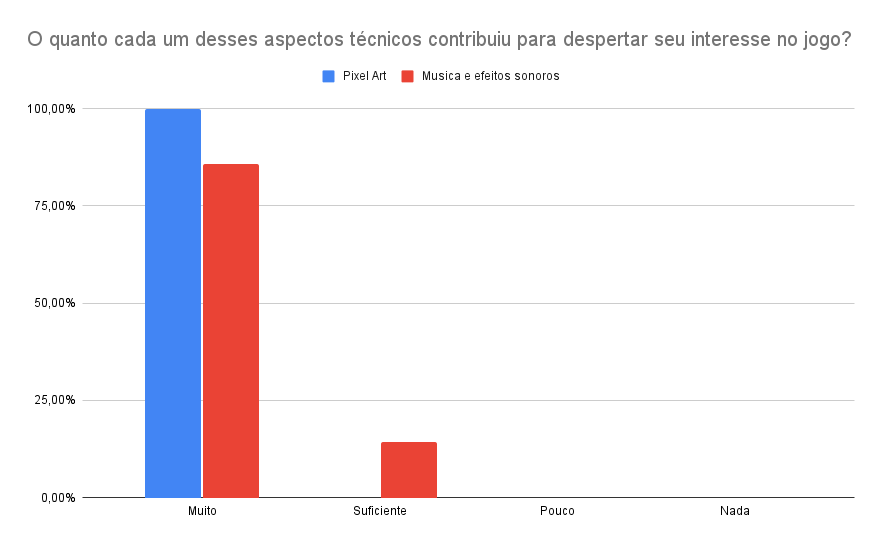 O quanto cada um desses aspectos técnicos contribuiu para despertar seu interesse no jogo?
Pixel Art
Musica e efeitos sonoros
100,00%
75,00%
50,00%
25,00%
0,00%
Muito
Suficiente
Pouco
Nada